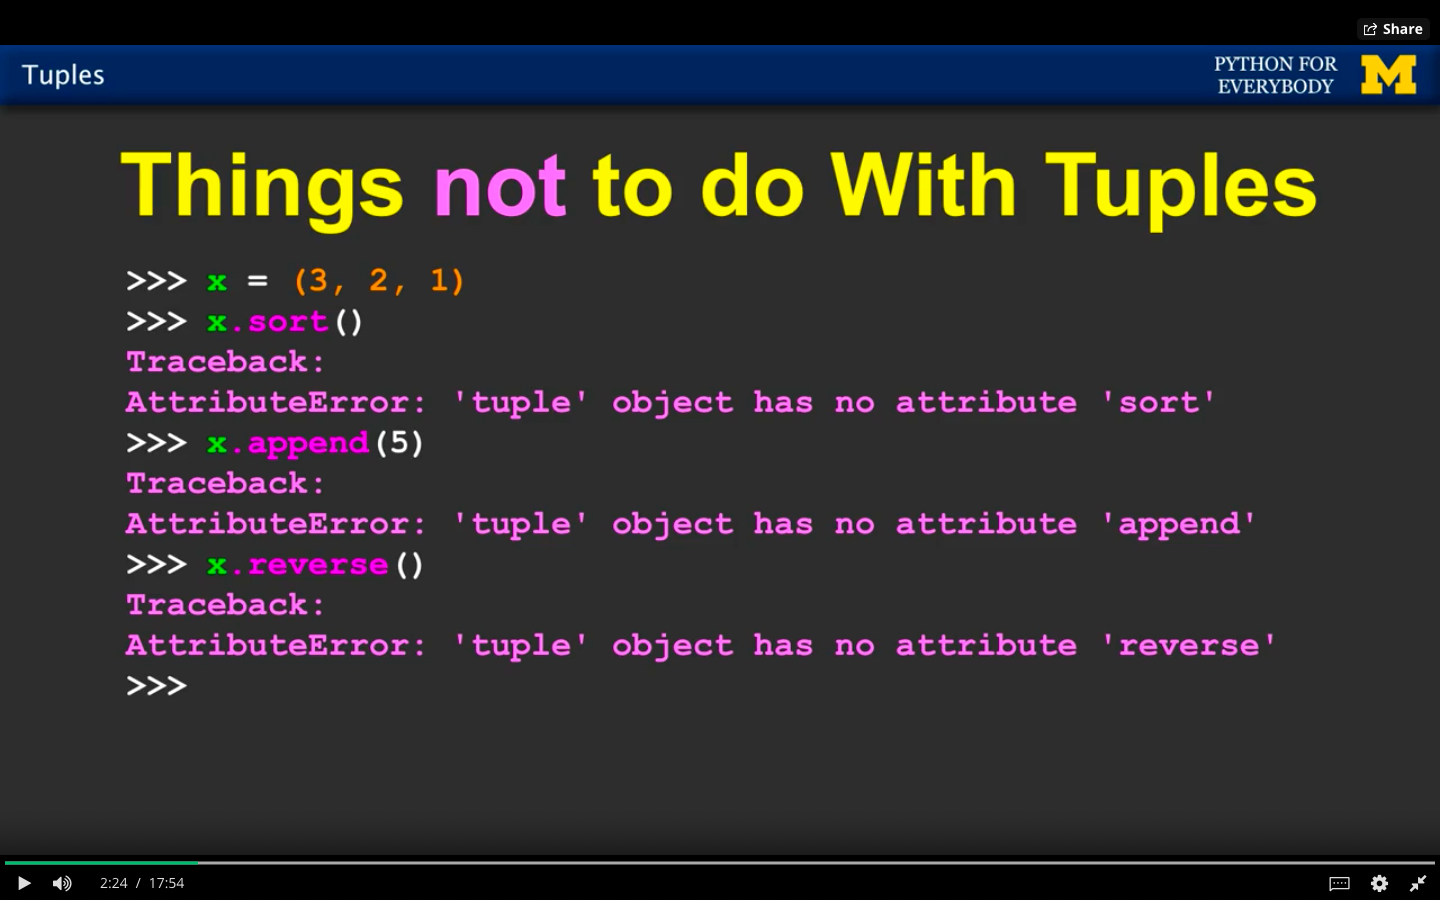 Share
Tuples
PYTHON FOR
EVERYBODY
M
Things not to do With Tuples
>>> x = (3, 2, 1)
>>> x.sort()
Traceback:
AttributeError: 'tuple' object has no attribute 'sort'
>>> x.append(5)
Traceback:
AttributeError: 'tuple' object has no attribute 'append'
>>> x.reverse()
Traceback:
AttributeError: 'tuple' object has no attribute 'reverse'
>>>
2:24 / 17:54